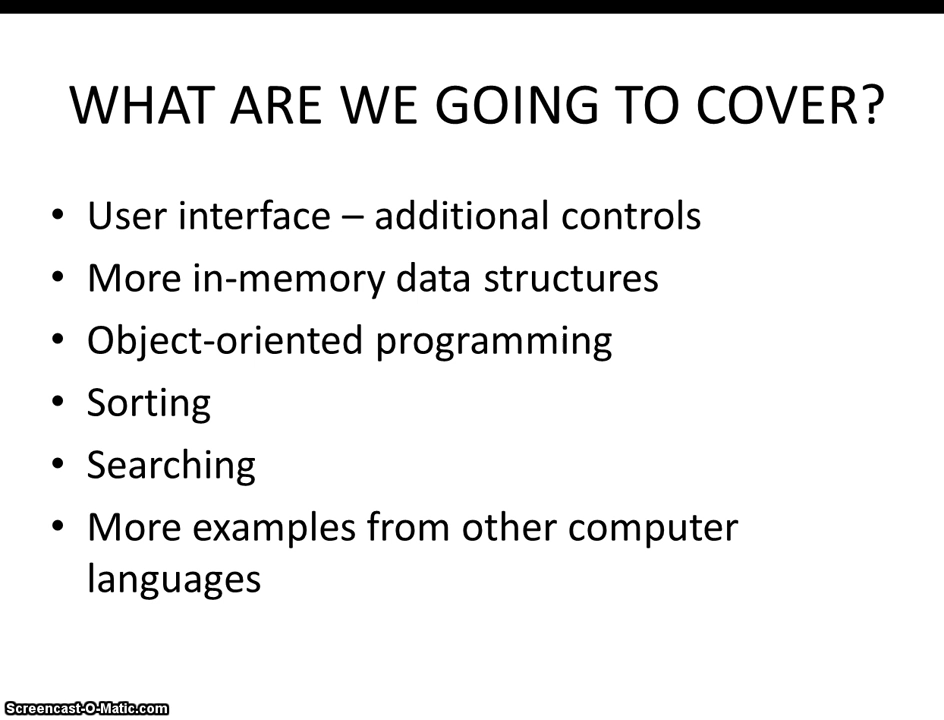 WHAT ARE WE GOING TO COVER?
• User interface – additional controls
• More in-memory data structures
• Object-oriented programming
• Sorting
• Searching
• More examples from other computer
languages
Screencast-O-Matic.com